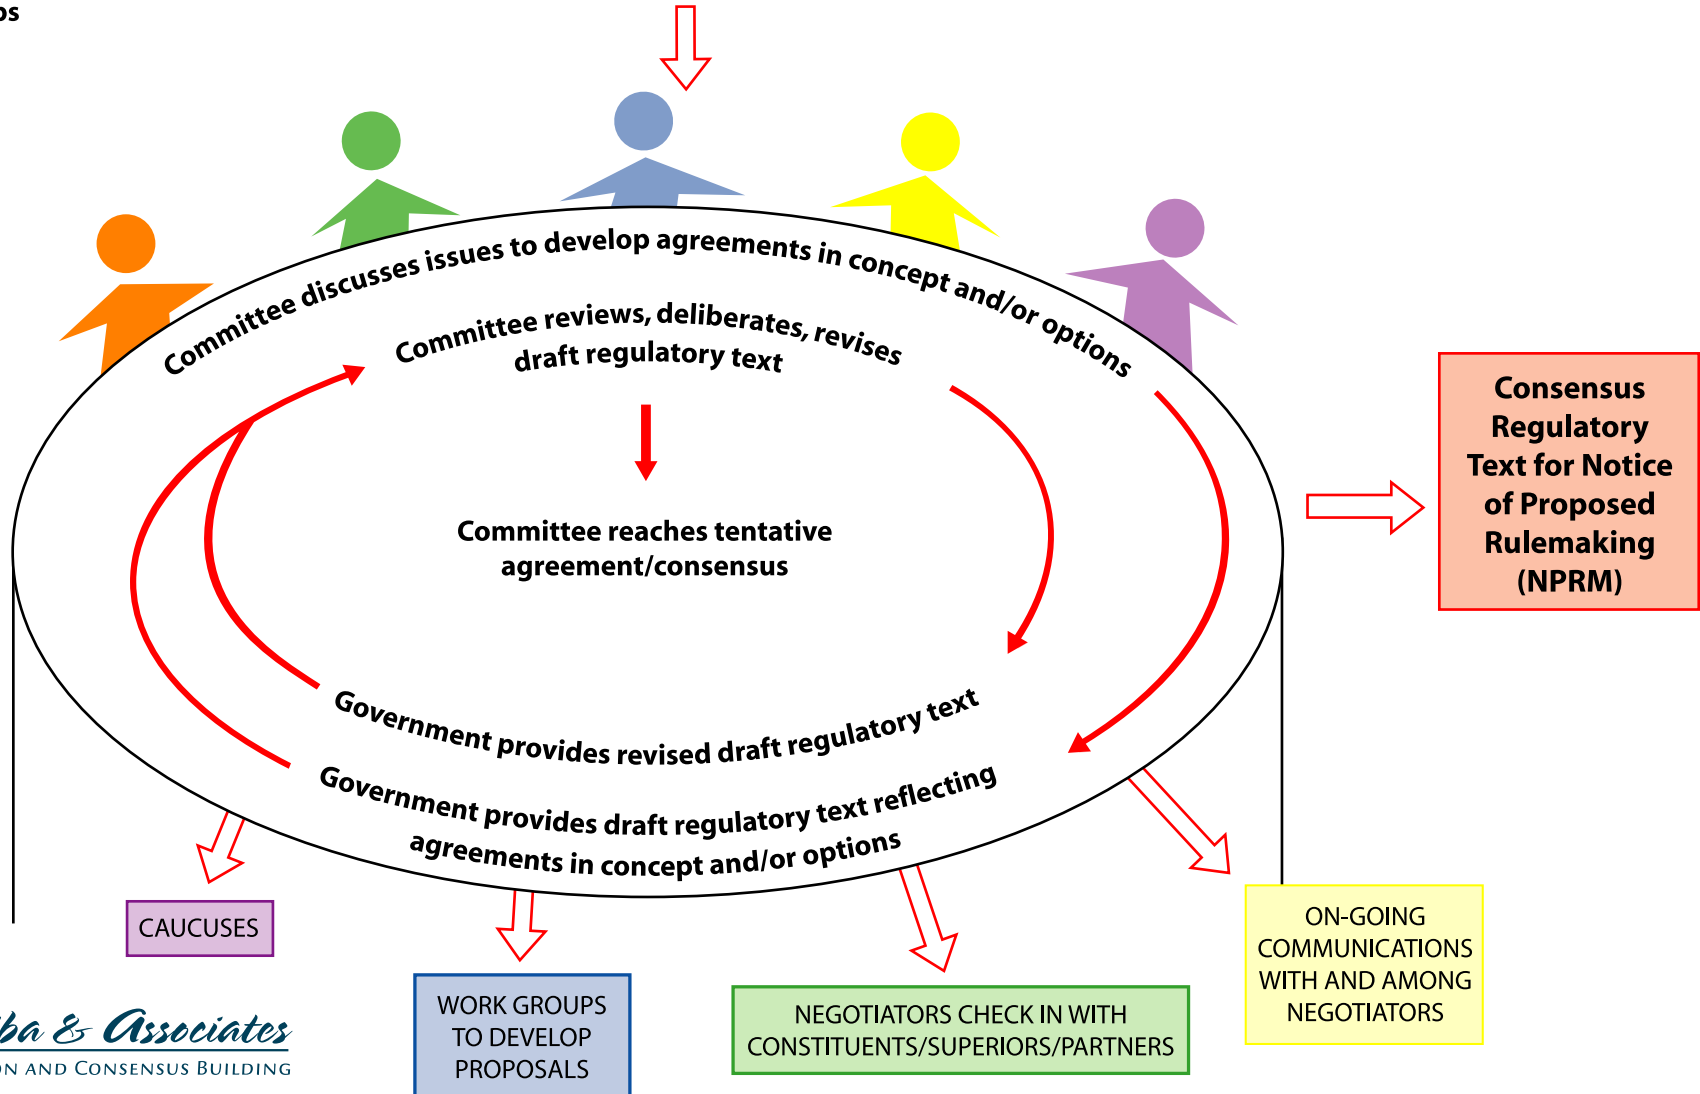 Committee discusses issues to develop agreements in concept and/or options
Committee reviews, deliberates, revises
draft regulatory text
Committee reaches tentative
agreement/consensus
Government provides revised draft regulatory text
Government provides draft regulatory text reflecting
agreements in concept and/or options
Consensus
Regulatory
Text for Notice
of Proposed
Rulemaking
(NPRM)
CAUCUSES
WORK GROUPS
TO DEVELOP
PROPOSALS
NEGOTIATORS CHECK IN WITH
CONSTITUENTS/SUPERIORS/PARTNERS
ON-GOING
COMMUNICATIONS
WITH AND AMONG
NEGOTIATORS
& Associates
AND CONSENSUS BUILDING